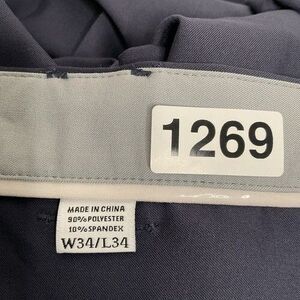 1269
MADE IN CHINA
90%POLYESTER
10%SPANDEX
W34/L34